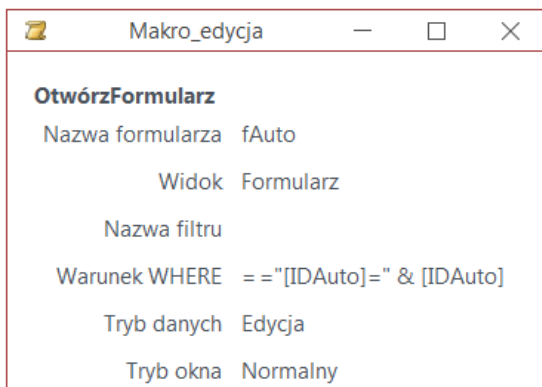 Makro_edycja
OtwórzFormularz
Nazwa formularza fAuto
Widok Formularz
Nazwa filtru
Warunek WHERE = ="[IDAuto]=" & [IDAuto]
Tryb danych Edycja
Tryb okna Normalny